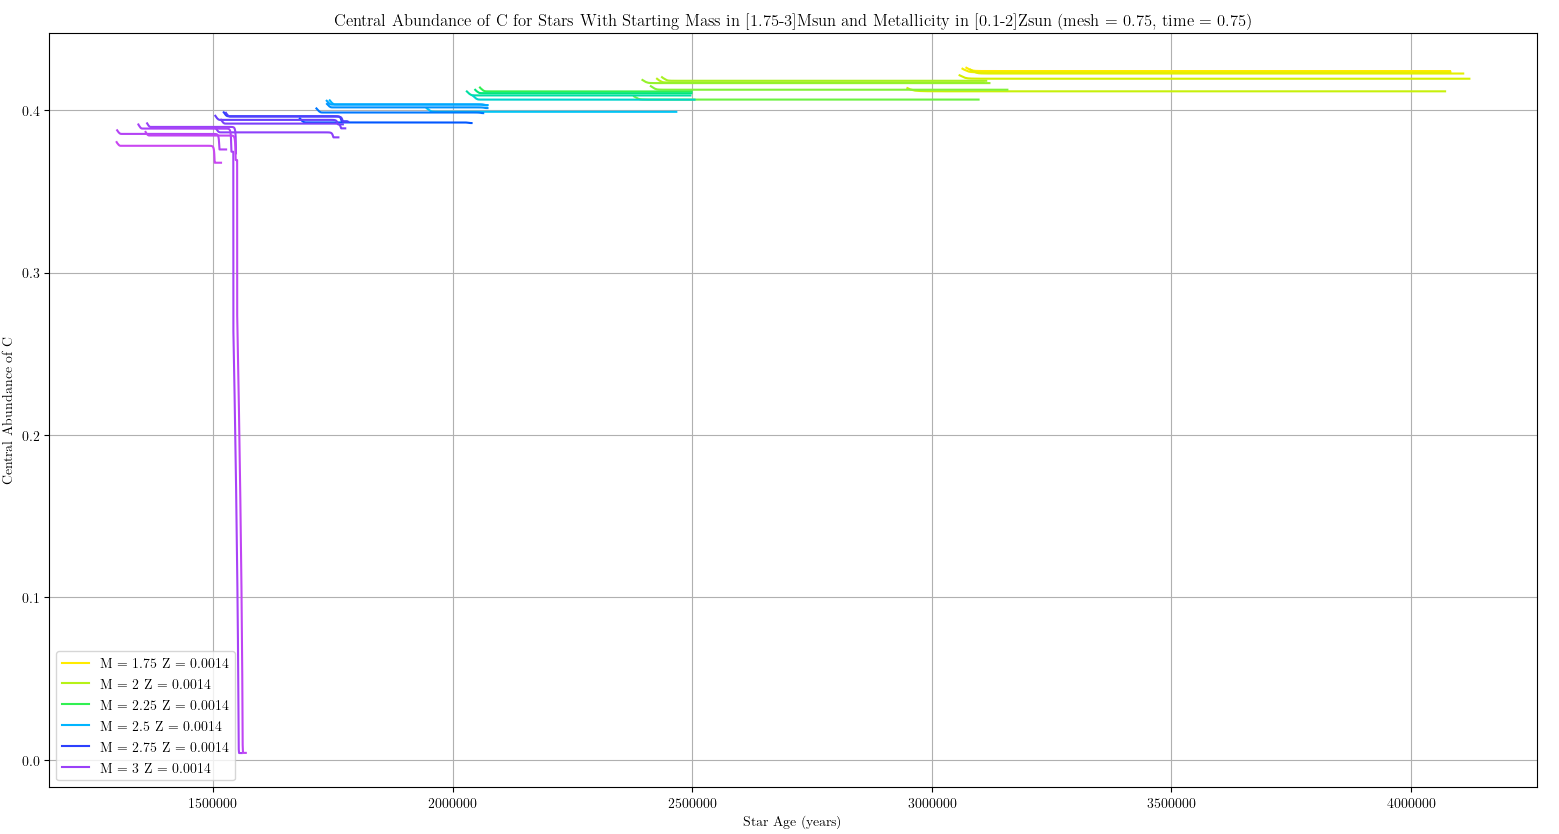 Central Abundance of C for Stars With Starting Mass in [1.75-3]Msun and Metallicity in [0.1-2]Zsun (mesh = 0.75, time = 0.75)
Central Abundance of C
0.4
0.3
0.2
0.1
0.0
M = 1.75 Z = 0.0014
M = 2 Z = 0.0014
M = 2.25 Z = 0.0014
M = 2.5 Z = 0.0014
M = 2.75 Z = 0.0014
M = 3 Z = 0.0014
1500000 2000000 2500000 3000000 3500000 4000000
Star Age (years)